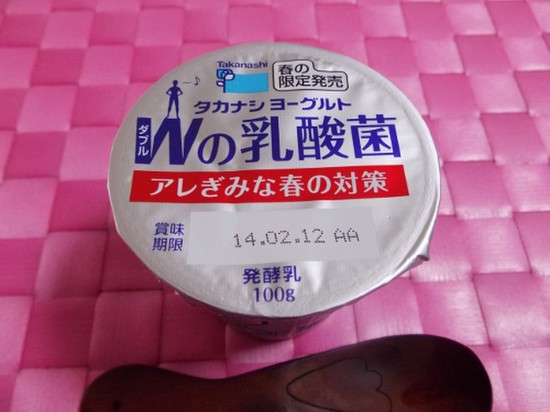 Takanashi
春の
限定発売
タカナシ ヨーグルト
ダブル
Wの乳酸菌
アレぎみな春の対策
賞味
期限
14.02.12 AA
発酵乳
100g